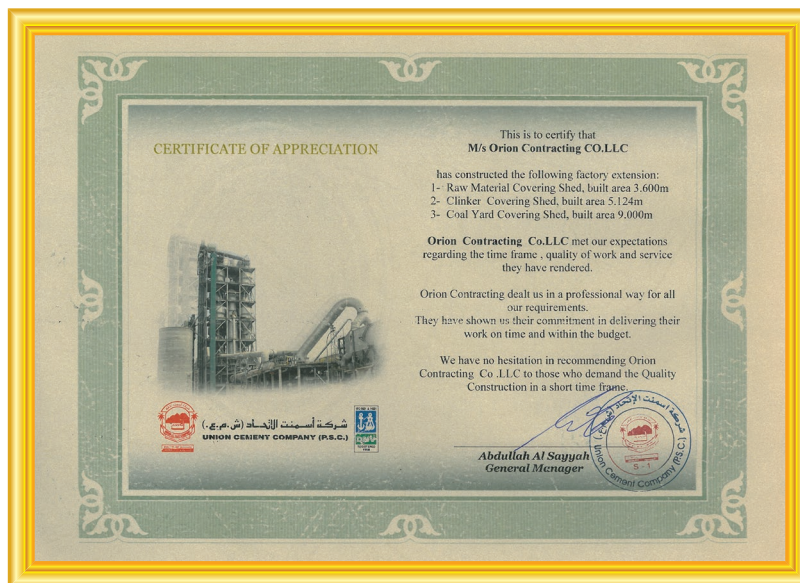 CERTIFICATE OF APPRECIATION
This is to certify that
M/s Orion Contracting CO.LLC
has constructed the following factory extension:
1- Raw Material Covering Shed, built area 3.600m
2- Clinker Covering Shed, built area 5.124m
3- Coal Yard Covering Shed, built area 9.000m
Orion Contracting Co.LLC met our expectations
regarding the time frame , quality of work and service
they have rendered.
Orion Contracting dealt us in a professional way for all
our requirements.
They have shown us their commitment in delivering their
work on time and within the budget.
We have no hesitation in recommending Orion
Contracting Co .LLC to those who demand the Quality
Construction in a short time frame.
شركة أسمنت الإتحاد (ش.م.ع.)
UNION CEMENT COMPANY (P.S.C.)
Abdullah Al Sayyah
General Manager
شركة اسمنت الإتحاد (ش.م.ع.)
S - 1
Union Cement Company (P.S.C.)